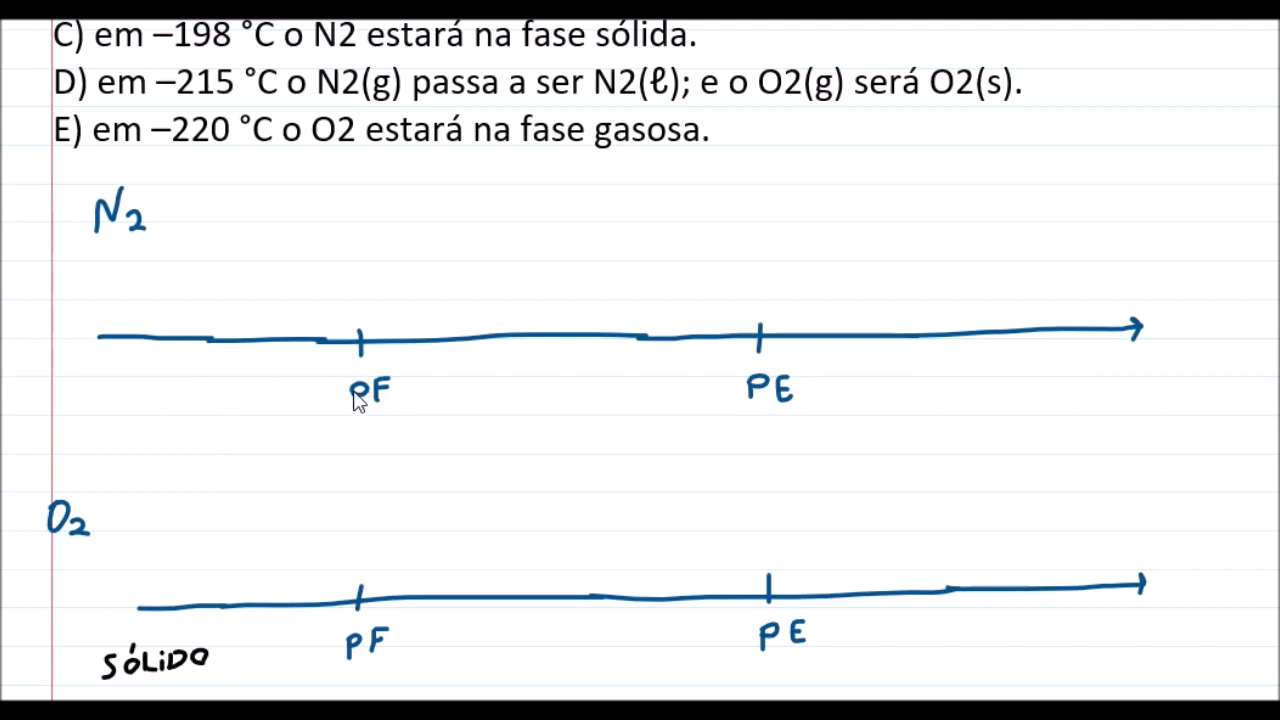 C) em –198 °C o N2 estará na fase sólida.
D) em –215 °C o N2(g) passa a ser N2(ℓ); e o O2(g) será O2(s).
E) em –220 °C o O2 estará na fase gasosa.
N2
PF PE
O2
PF PE
SÓLiDO